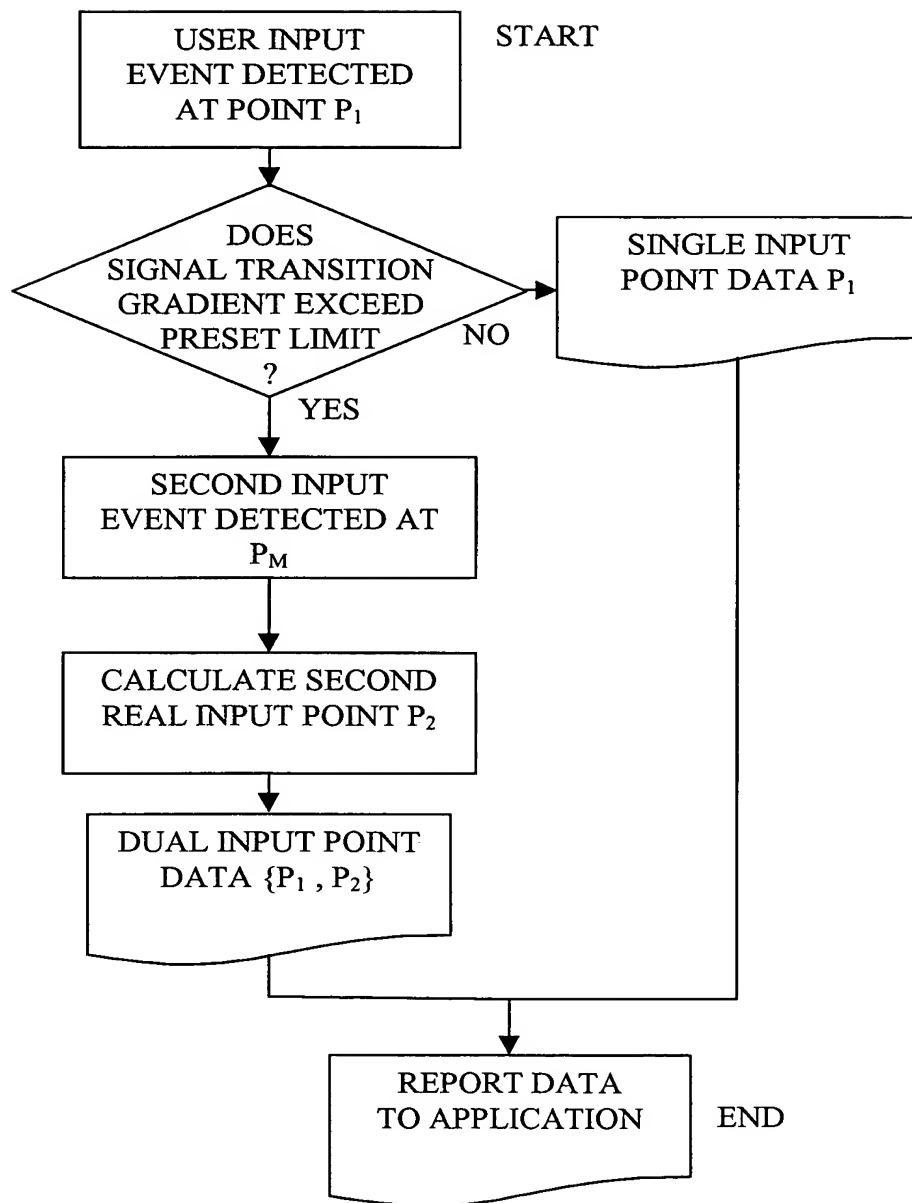 USER INPUT
EVENT DETECTED
AT POINT P₁
START
DOES
SIGNAL TRANSITION
GRADIENT EXCEED
PRESET LIMIT
?
NO
YES
SINGLE INPUT
POINT DATA P₁
SECOND INPUT
EVENT DETECTED AT
P_M
CALCULATE SECOND
REAL INPUT POINT P₂
DUAL INPUT POINT
DATA {P₁ , P₂}
REPORT DATA
TO APPLICATION
END